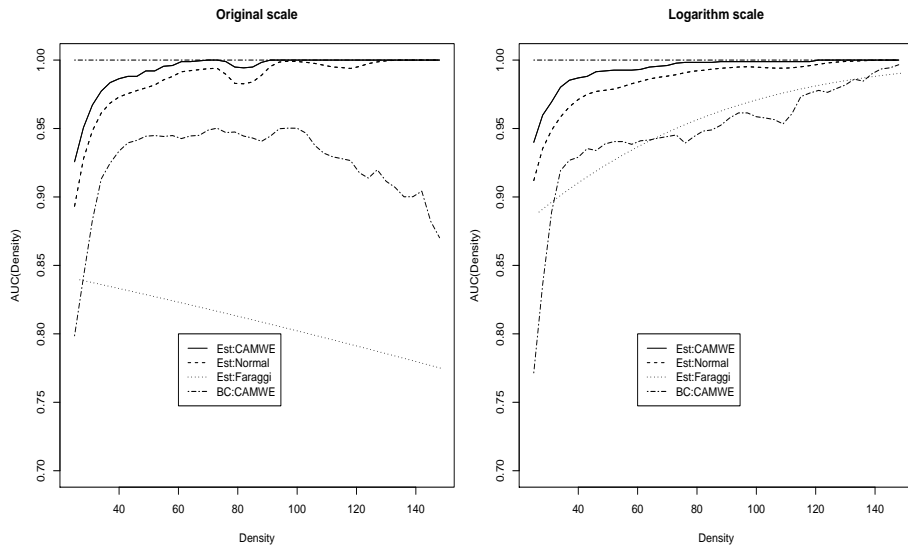 Original scale
AUC(Density)
1.00
0.95
0.90
0.85
0.80
0.75
0.70
Est:CAMWE
Est:Normal
Est:Faraggi
BC:CAMWE
40 60 80 100 120 140
Density
Logarithm scale
AUC(Density)
1.00
0.95
0.90
0.85
0.80
0.75
0.70
Est:CAMWE
Est:Normal
Est:Faraggi
BC:CAMWE
40 60 80 100 120 140
Density